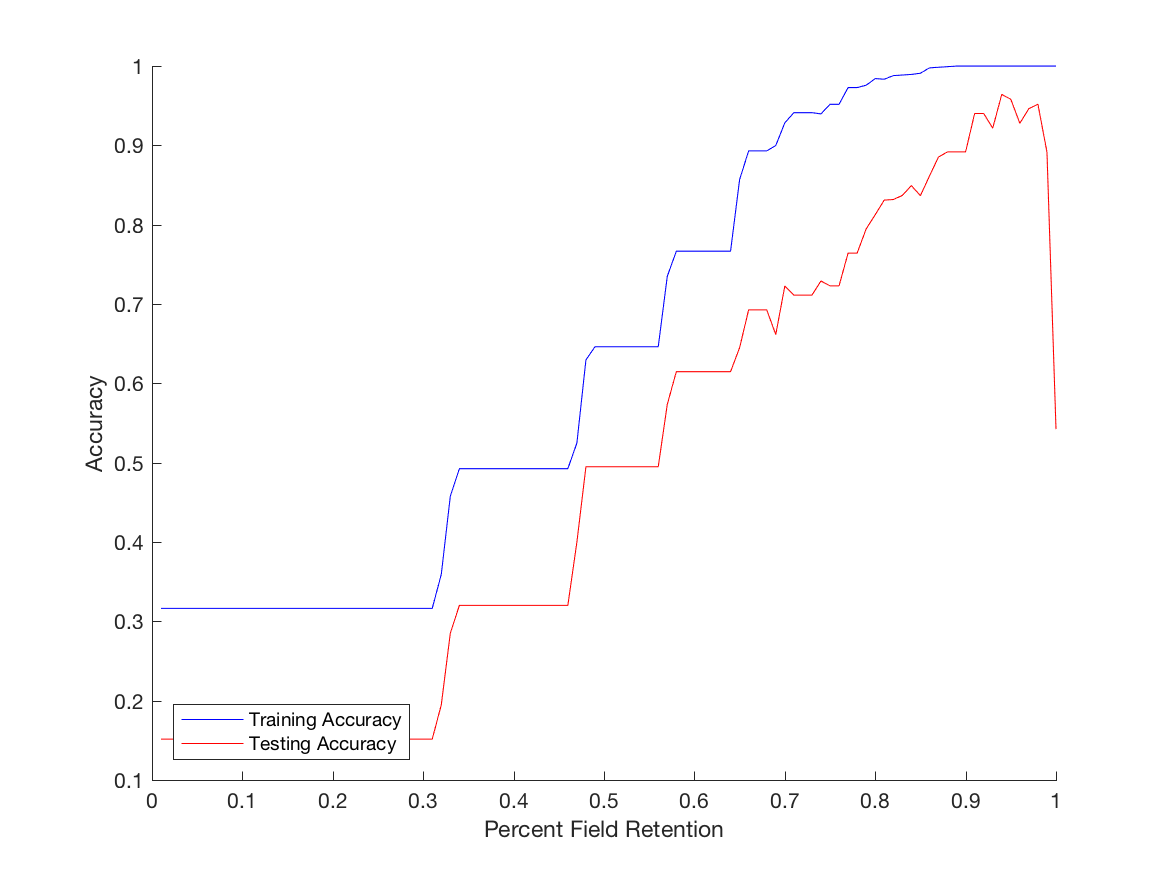 1
0.9
0.8
0.7
0.6
0.5
0.4
0.3
0.2
0.1
Accuracy
Training Accuracy
Testing Accuracy
0 0.1 0.2 0.3 0.4 0.5 0.6 0.7 0.8 0.9 1
Percent Field Retention